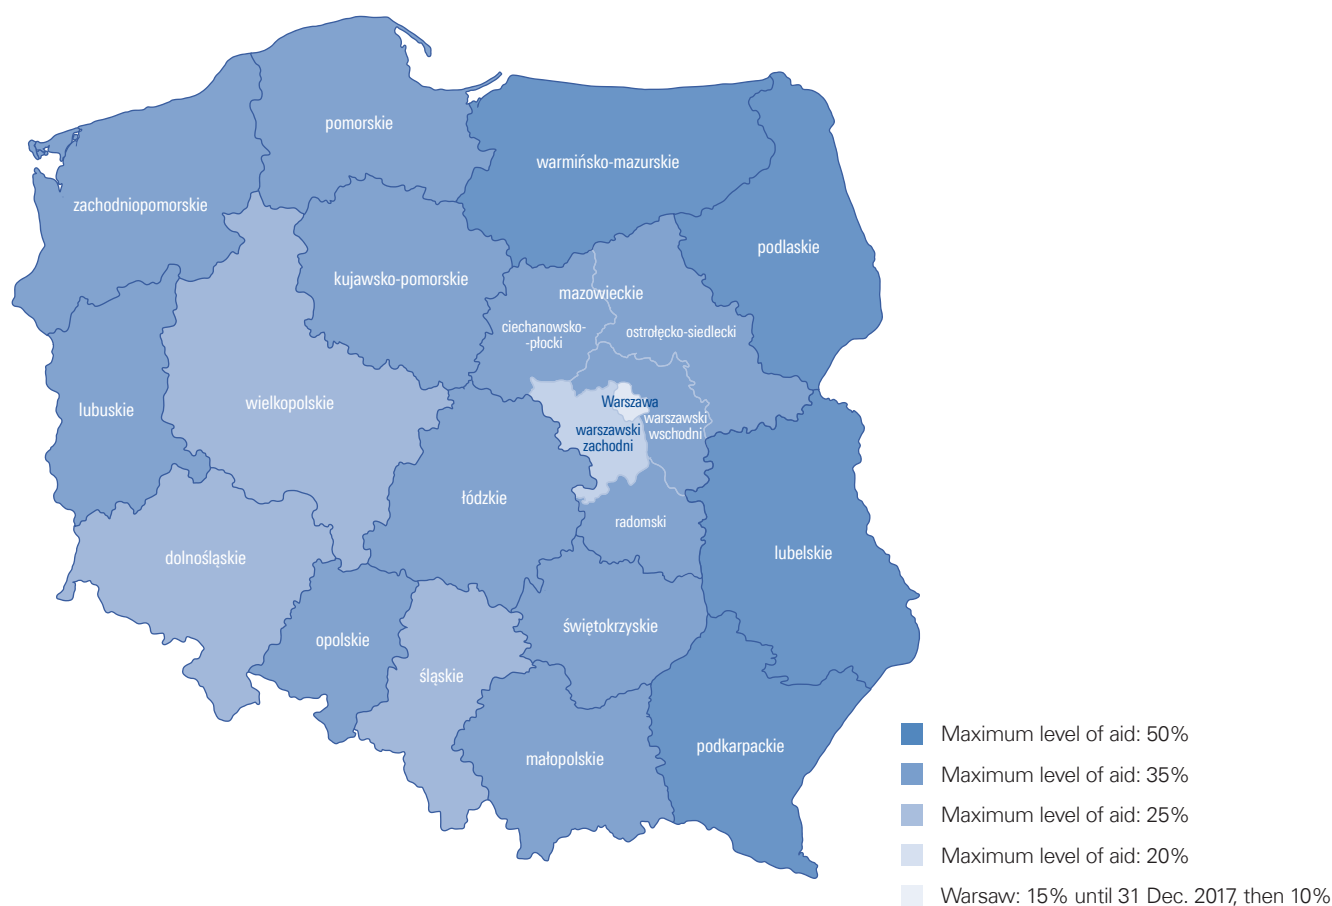 pomorskie
warmińsko-mazurskie
zachodniopomorskie
podlaskie
kujawsko-pomorskie
mazowieckie
ciechanowsko-
-płocki
ostrołęcko-siedlecki
lubuskie
wielkopolskie
Warszawa
warszawski
wschodni
warszawski
zachodni
łódzkie
radomski
lubelskie
dolnośląskie
opolskie
świętokrzyskie
śląskie
małopolskie
podkarpackie
Maximum level of aid: 50%
Maximum level of aid: 35%
Maximum level of aid: 25%
Maximum level of aid: 20%
Warsaw: 15% until 31 Dec. 2017, then 10%